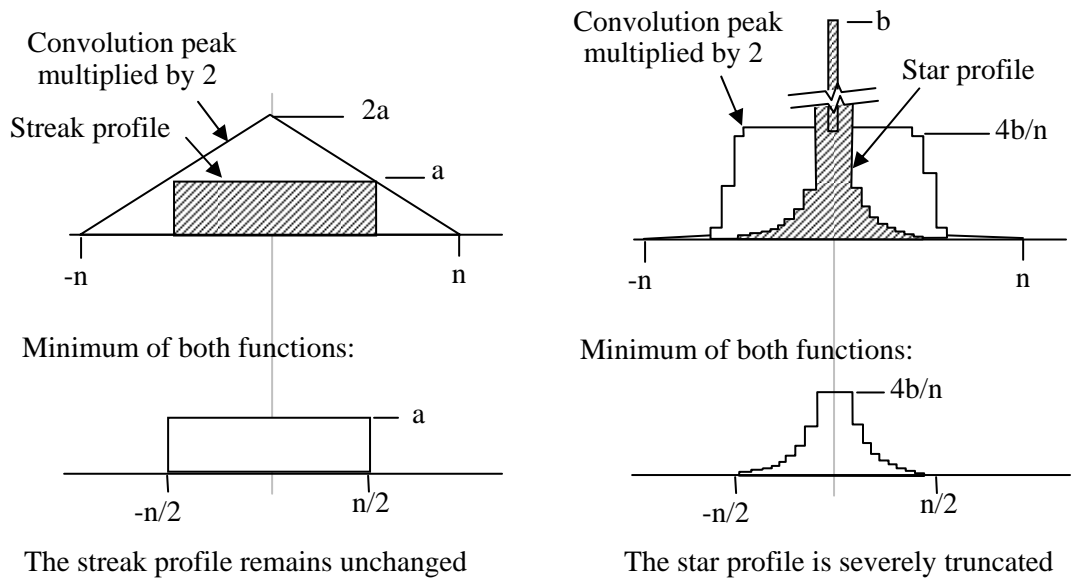 Convolution peak
multiplied by 2
2a
Streak profile
a
-n
n
Minimum of both functions:
a
-n/2
n/2
The streak profile remains unchanged
Convolution peak
multiplied by 2
b
Star profile
4b/n
-n
n
Minimum of both functions:
4b/n
-n/2
n/2
The star profile is severely truncated